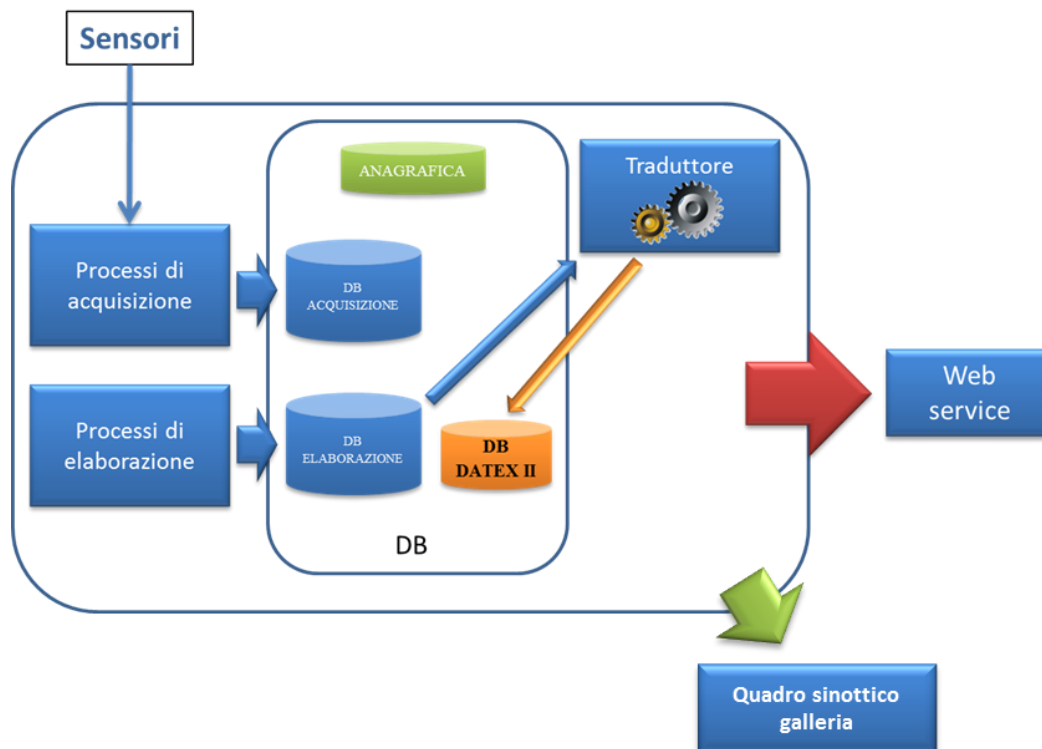 Sensori
ANAGRAFICA
Traduttore
Processi di
acquisizione
DB
ACQUISIZIONE
Web
service
Processi di
elaborazione
DB
ELABORAZIONE
DB
DATEX II
DB
Quadro sinottico
galleria